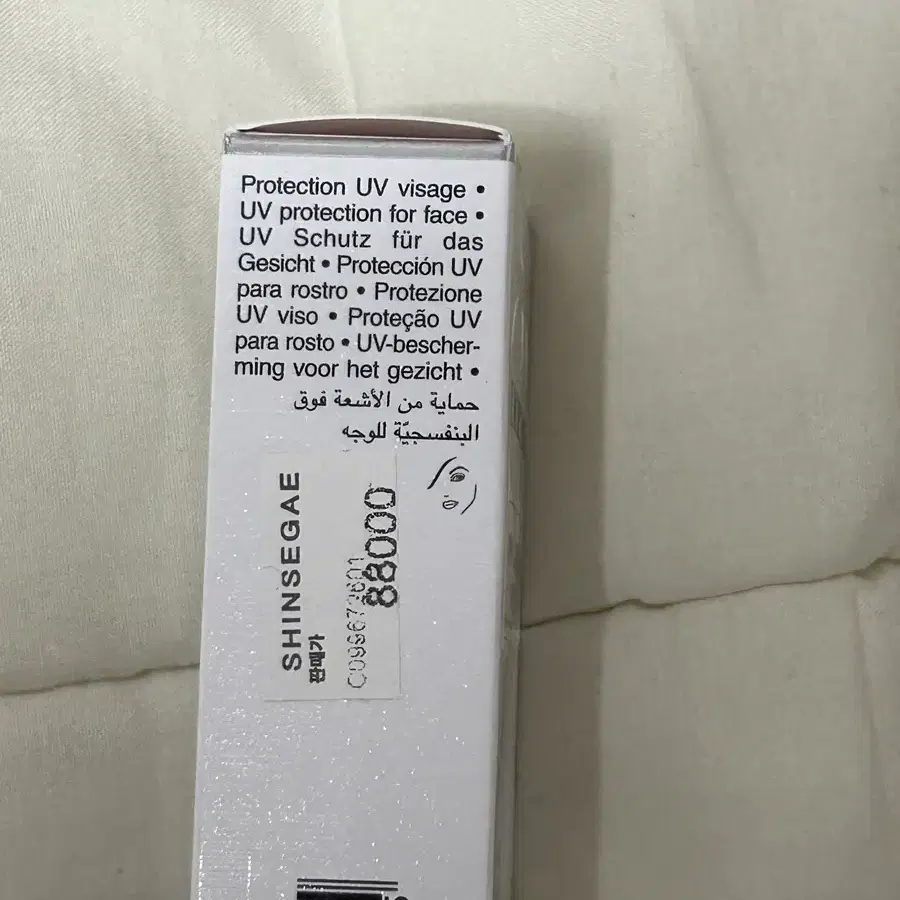 Protection UV visage •
UV protection for face •
UV Schutz für das
Gesicht • Protección UV
para rostro • Protezione
UV viso • Proteção UV
para rosto • UV-bescher-
ming voor het gezicht •
حماية من الأشعة فوق
البنفسجيّة للوجه
SHINSEGAE
판매가
88000